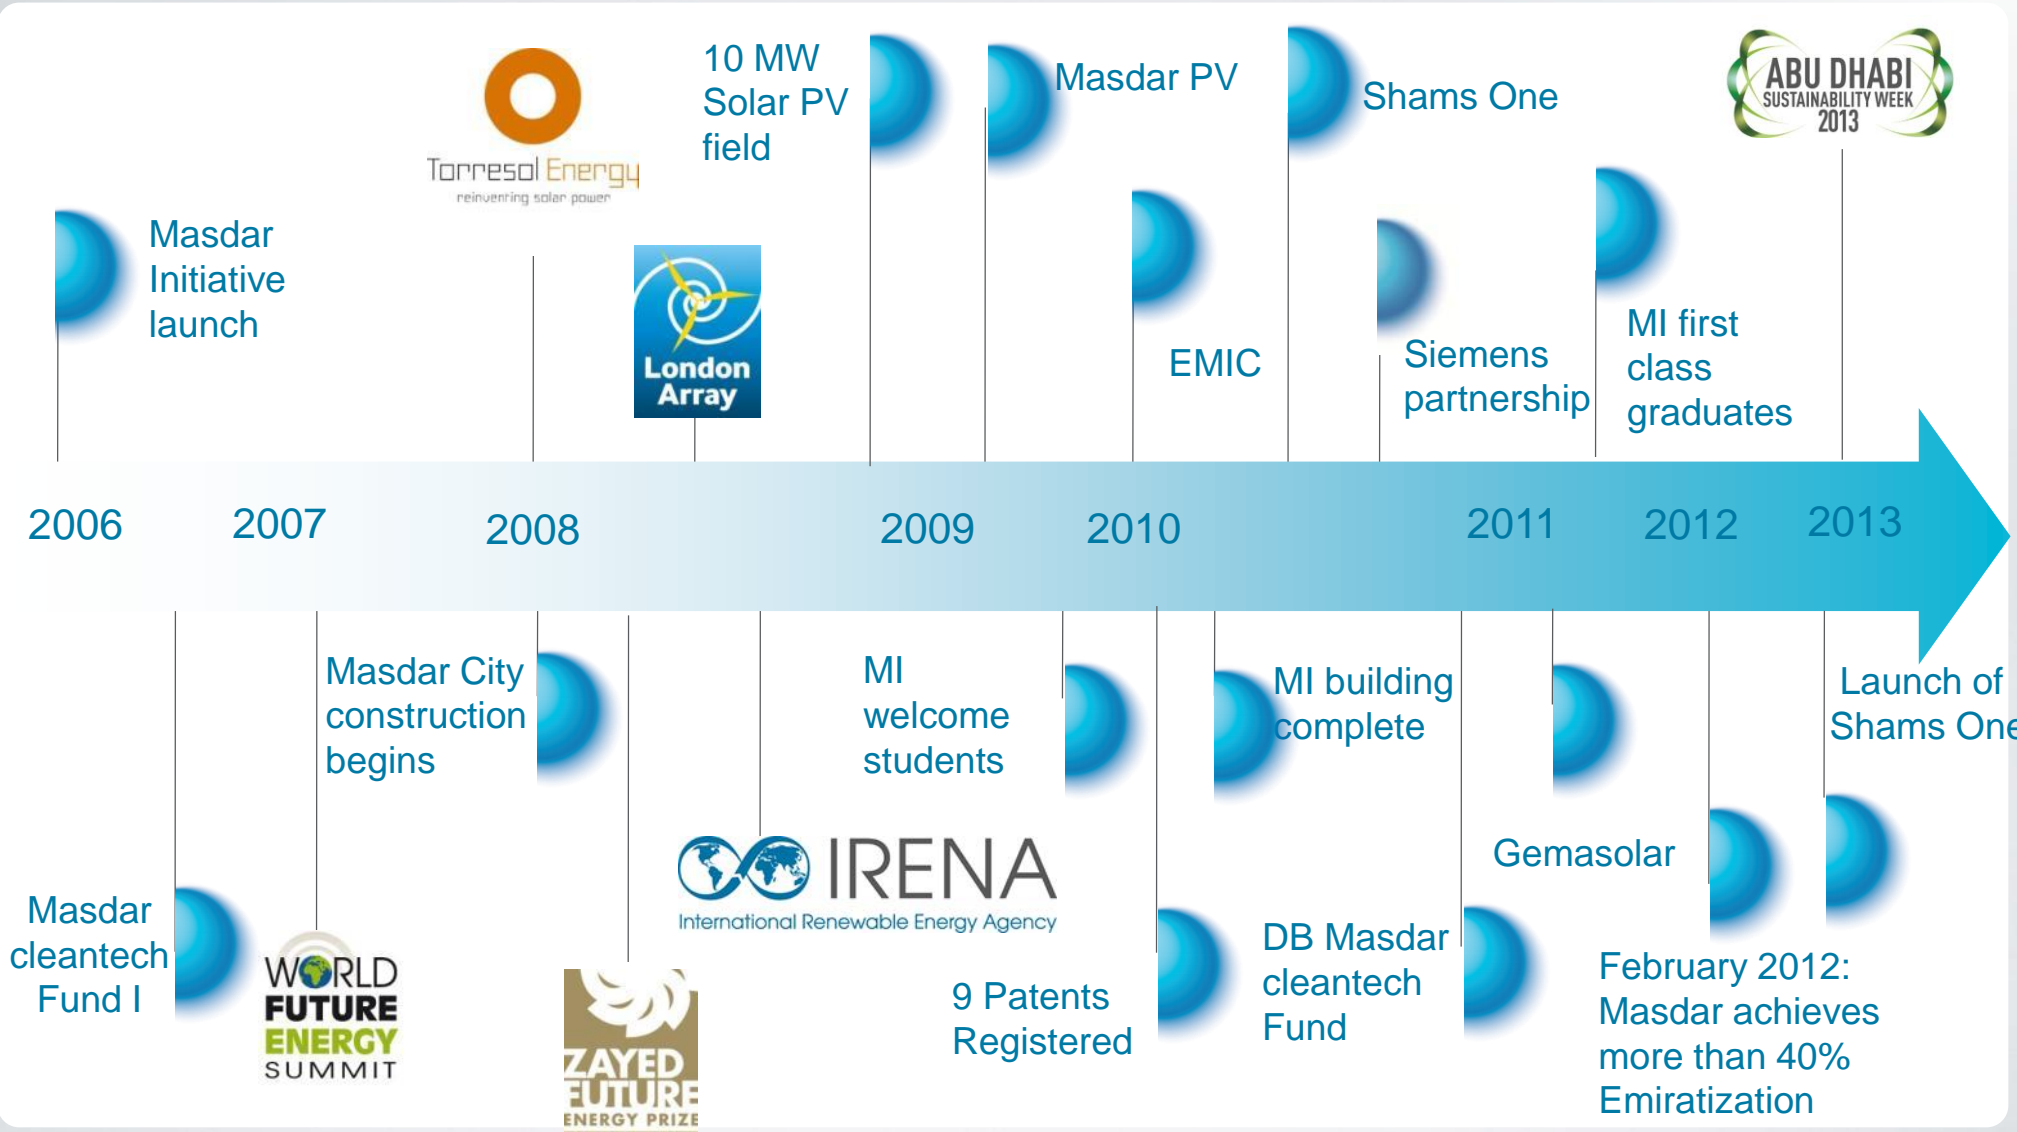 10 MW
Solar PV
field
Masdar PV
Shams One
ABU DHABI
SUSTAINABILITY WEEK
2013
Torresol Energy
reinventing solar power
Masdar
Initiative
launch
London
Array
EMIC
Siemens
partnership
MI first
class
graduates
2006
2007
2008
2009
2010
2011
2012
2013
Masdar City
construction
begins
MI
welcome
students
MI building
complete
Launch of
Shams One
IRENA
International Renewable Energy Agency
Gemasolar
Masdar
cleantech
Fund I
WORLD
FUTURE
ENERGY
SUMMIT
ZAYED
FUTURE
ENERGY PRIZE
9 Patents
Registered
DB Masdar
cleantech
Fund
February 2012:
Masdar achieves
more than 40%
Emiratization